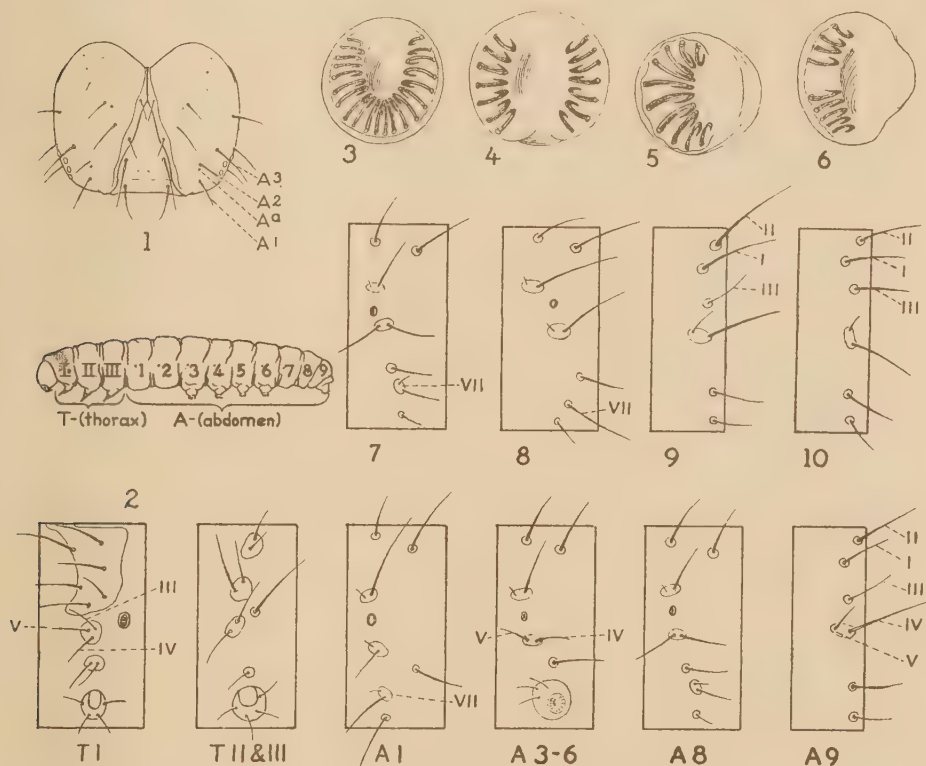 3
4
5
6
A3
A2
Aa
A1
1
II
I
III
II
I
III
I II III 1 2 3 4 5 6 7 8 9
T-(thorax) A-(abdomen)
VII
VII
7
8
9
10
2
III
V
IV
VII
V
IV
II
I
III
IV
V
T I
T II & III
A 1
A 3-6
A 8
A 9